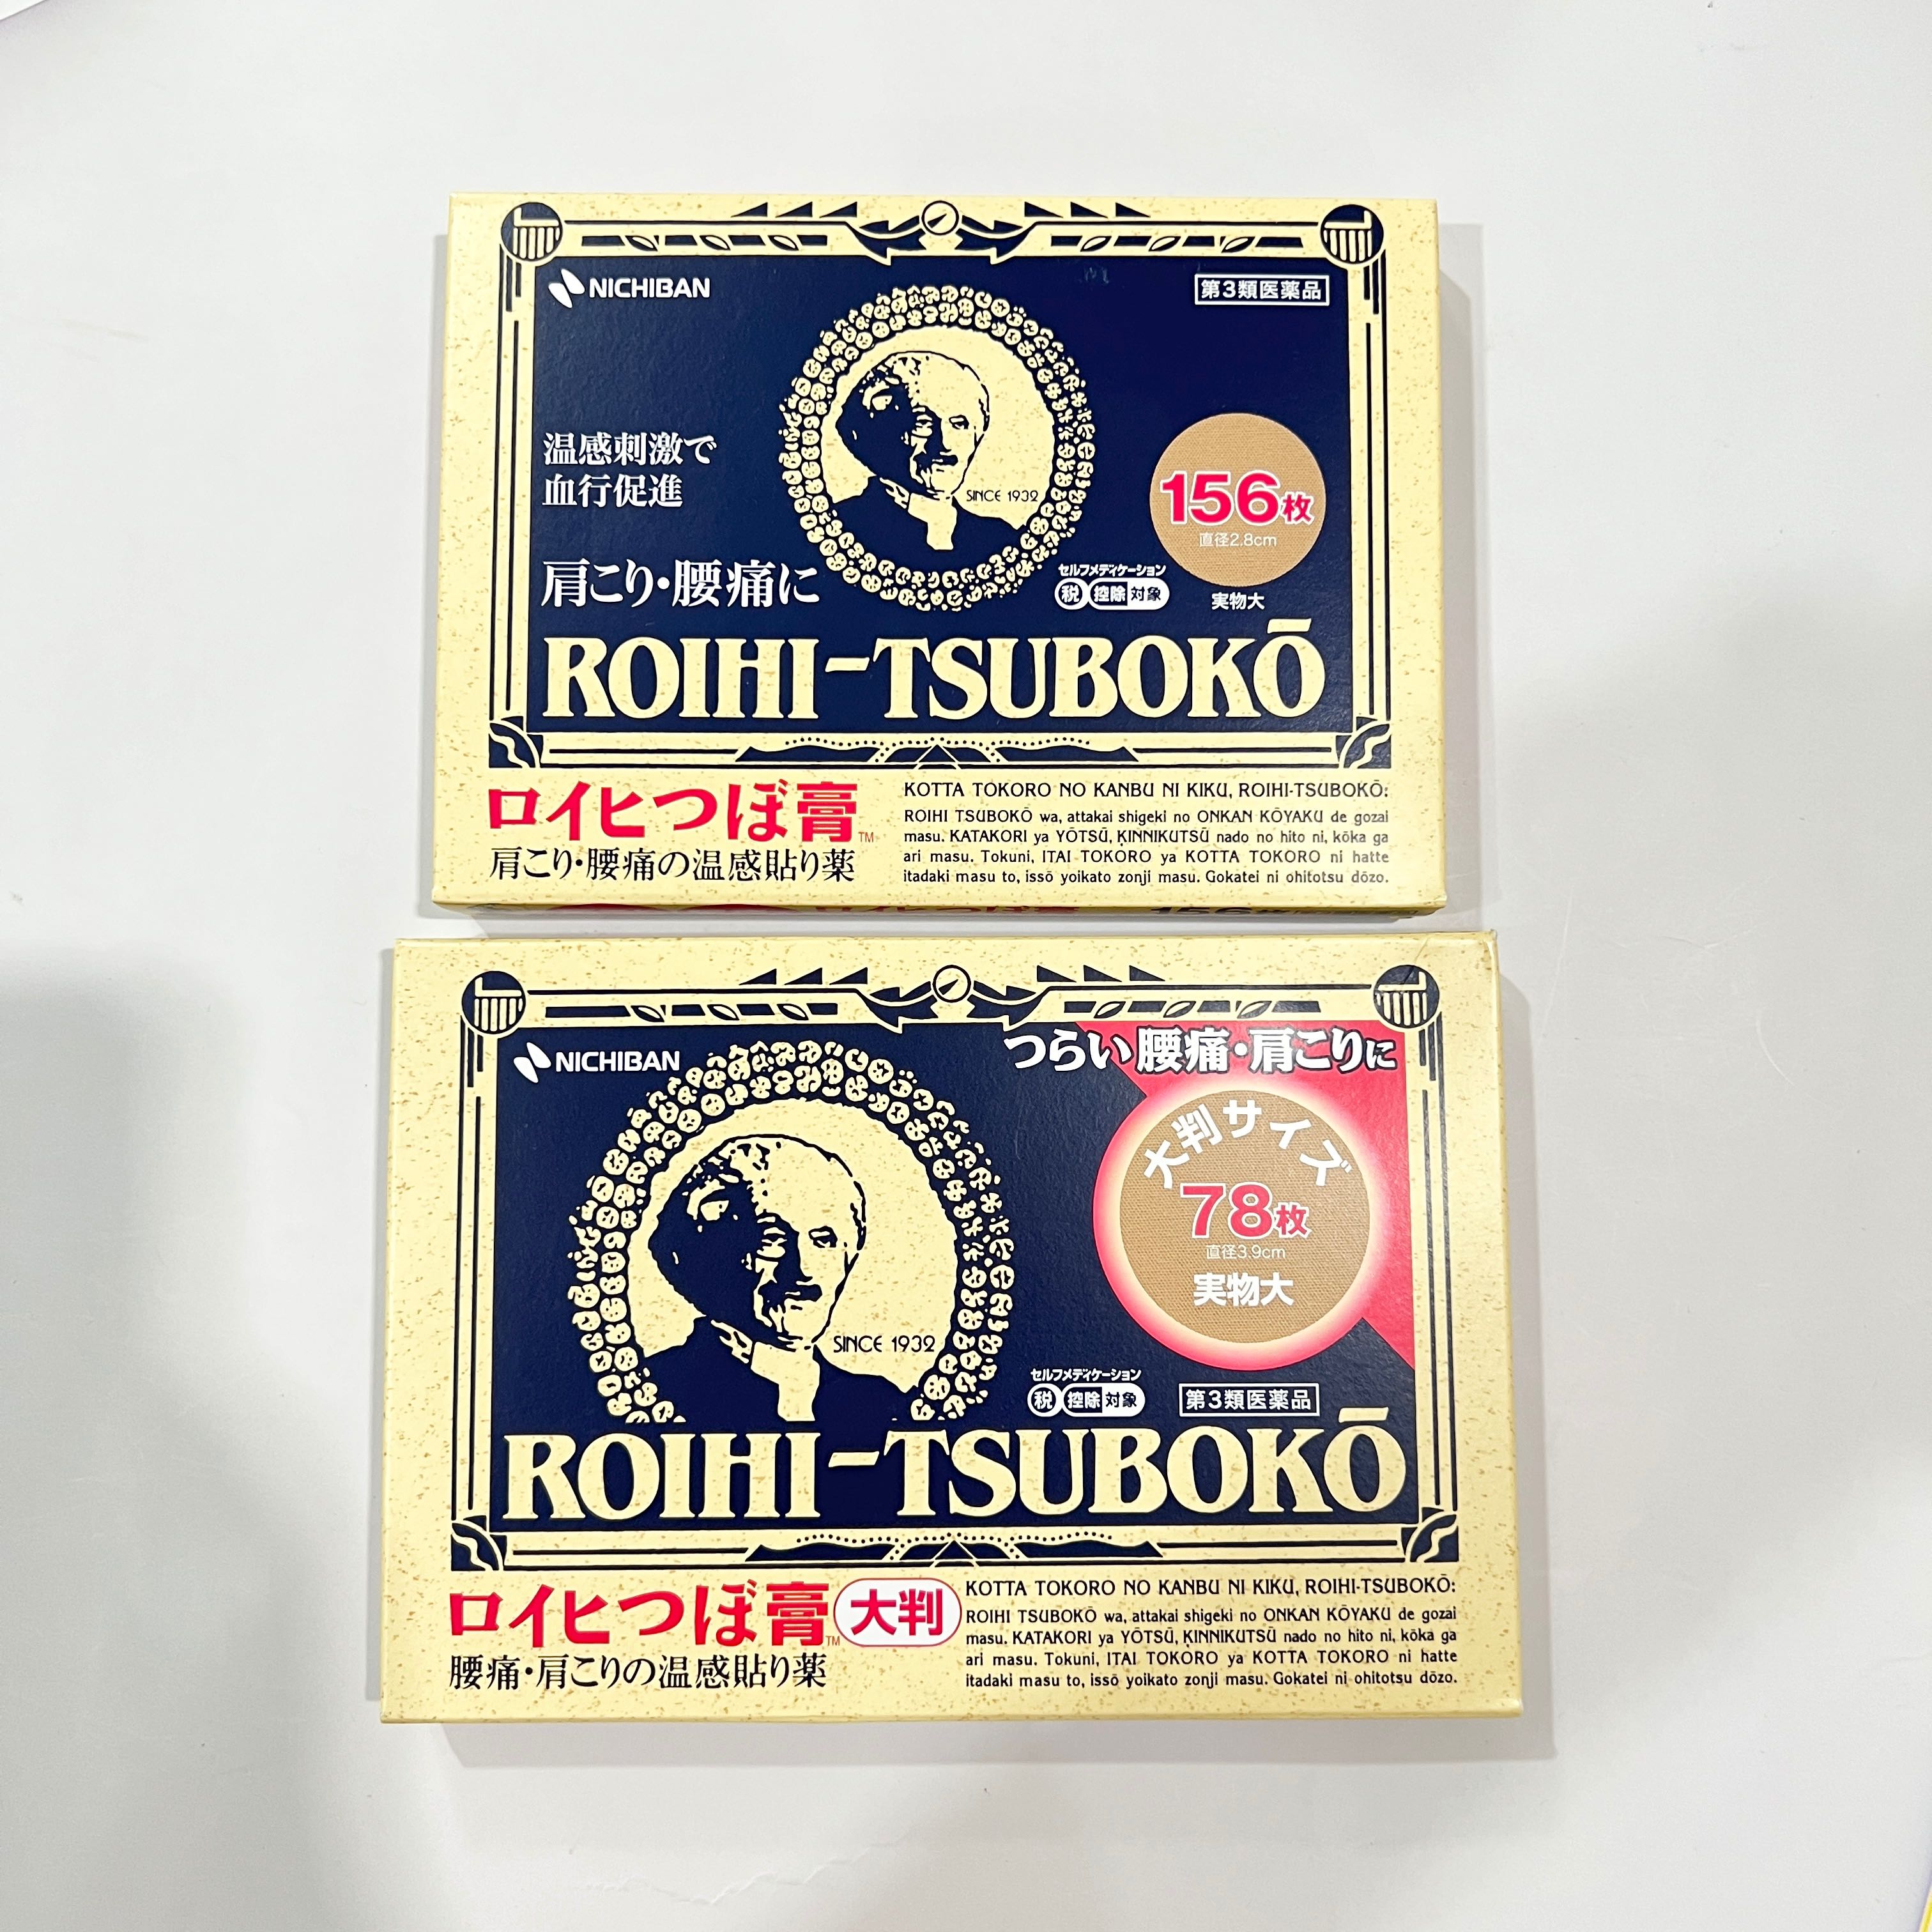 NICHIBAN
第3類医薬品
温感刺激で
血行促進
SINCE 1932
156枚
直径2.8cm
実物大
肩こり・腰痛に
セルフメディケーション
税 控除 対象
ROIHI-TSUBOKŌ
ロイヒつぼ膏™
肩こり・腰痛の温感貼り薬
KOTTA TOKORO NO KANBU NI KIKU, ROIHI-TSUBOKŌ:
ROIHI TSUBOKŌ wa, attakai shigeki no ONKAN KŌYAKU de gozai
masu. KATAKORI ya YŌTSŪ, KINNIKUTSŪ nado no hito ni, kōka ga
ari masu. Tokuni, ITAI TOKORO ya KOTTA TOKORO ni hatte
itadaki masu to, issō yoikato zonji masu. Gokatei ni ohitotsu dōzo.
NICHIBAN
つらい腰痛・肩こりに
大判サイズ
78枚
直径3.9cm
実物大
SINCE 1932
セルフメディケーション
税 控除 対象
第3類医薬品
ROIHI-TSUBOKŌ
ロイヒつぼ膏™ 大判
腰痛・肩こりの温感貼り薬
KOTTA TOKORO NO KANBU NI KIKU, ROIHI-TSUBOKŌ:
ROIHI TSUBOKŌ wa, attakai shigeki no ONKAN KŌYAKU de gozai
masu. KATAKORI ya YŌTSŪ, KINNIKUTSŪ nado no hito ni, kōka ga
ari masu. Tokuni, ITAI TOKORO ya KOTTA TOKORO ni hatte
itadaki masu to, issō yoikato zonji masu. Gokatei ni ohitotsu dōzo.